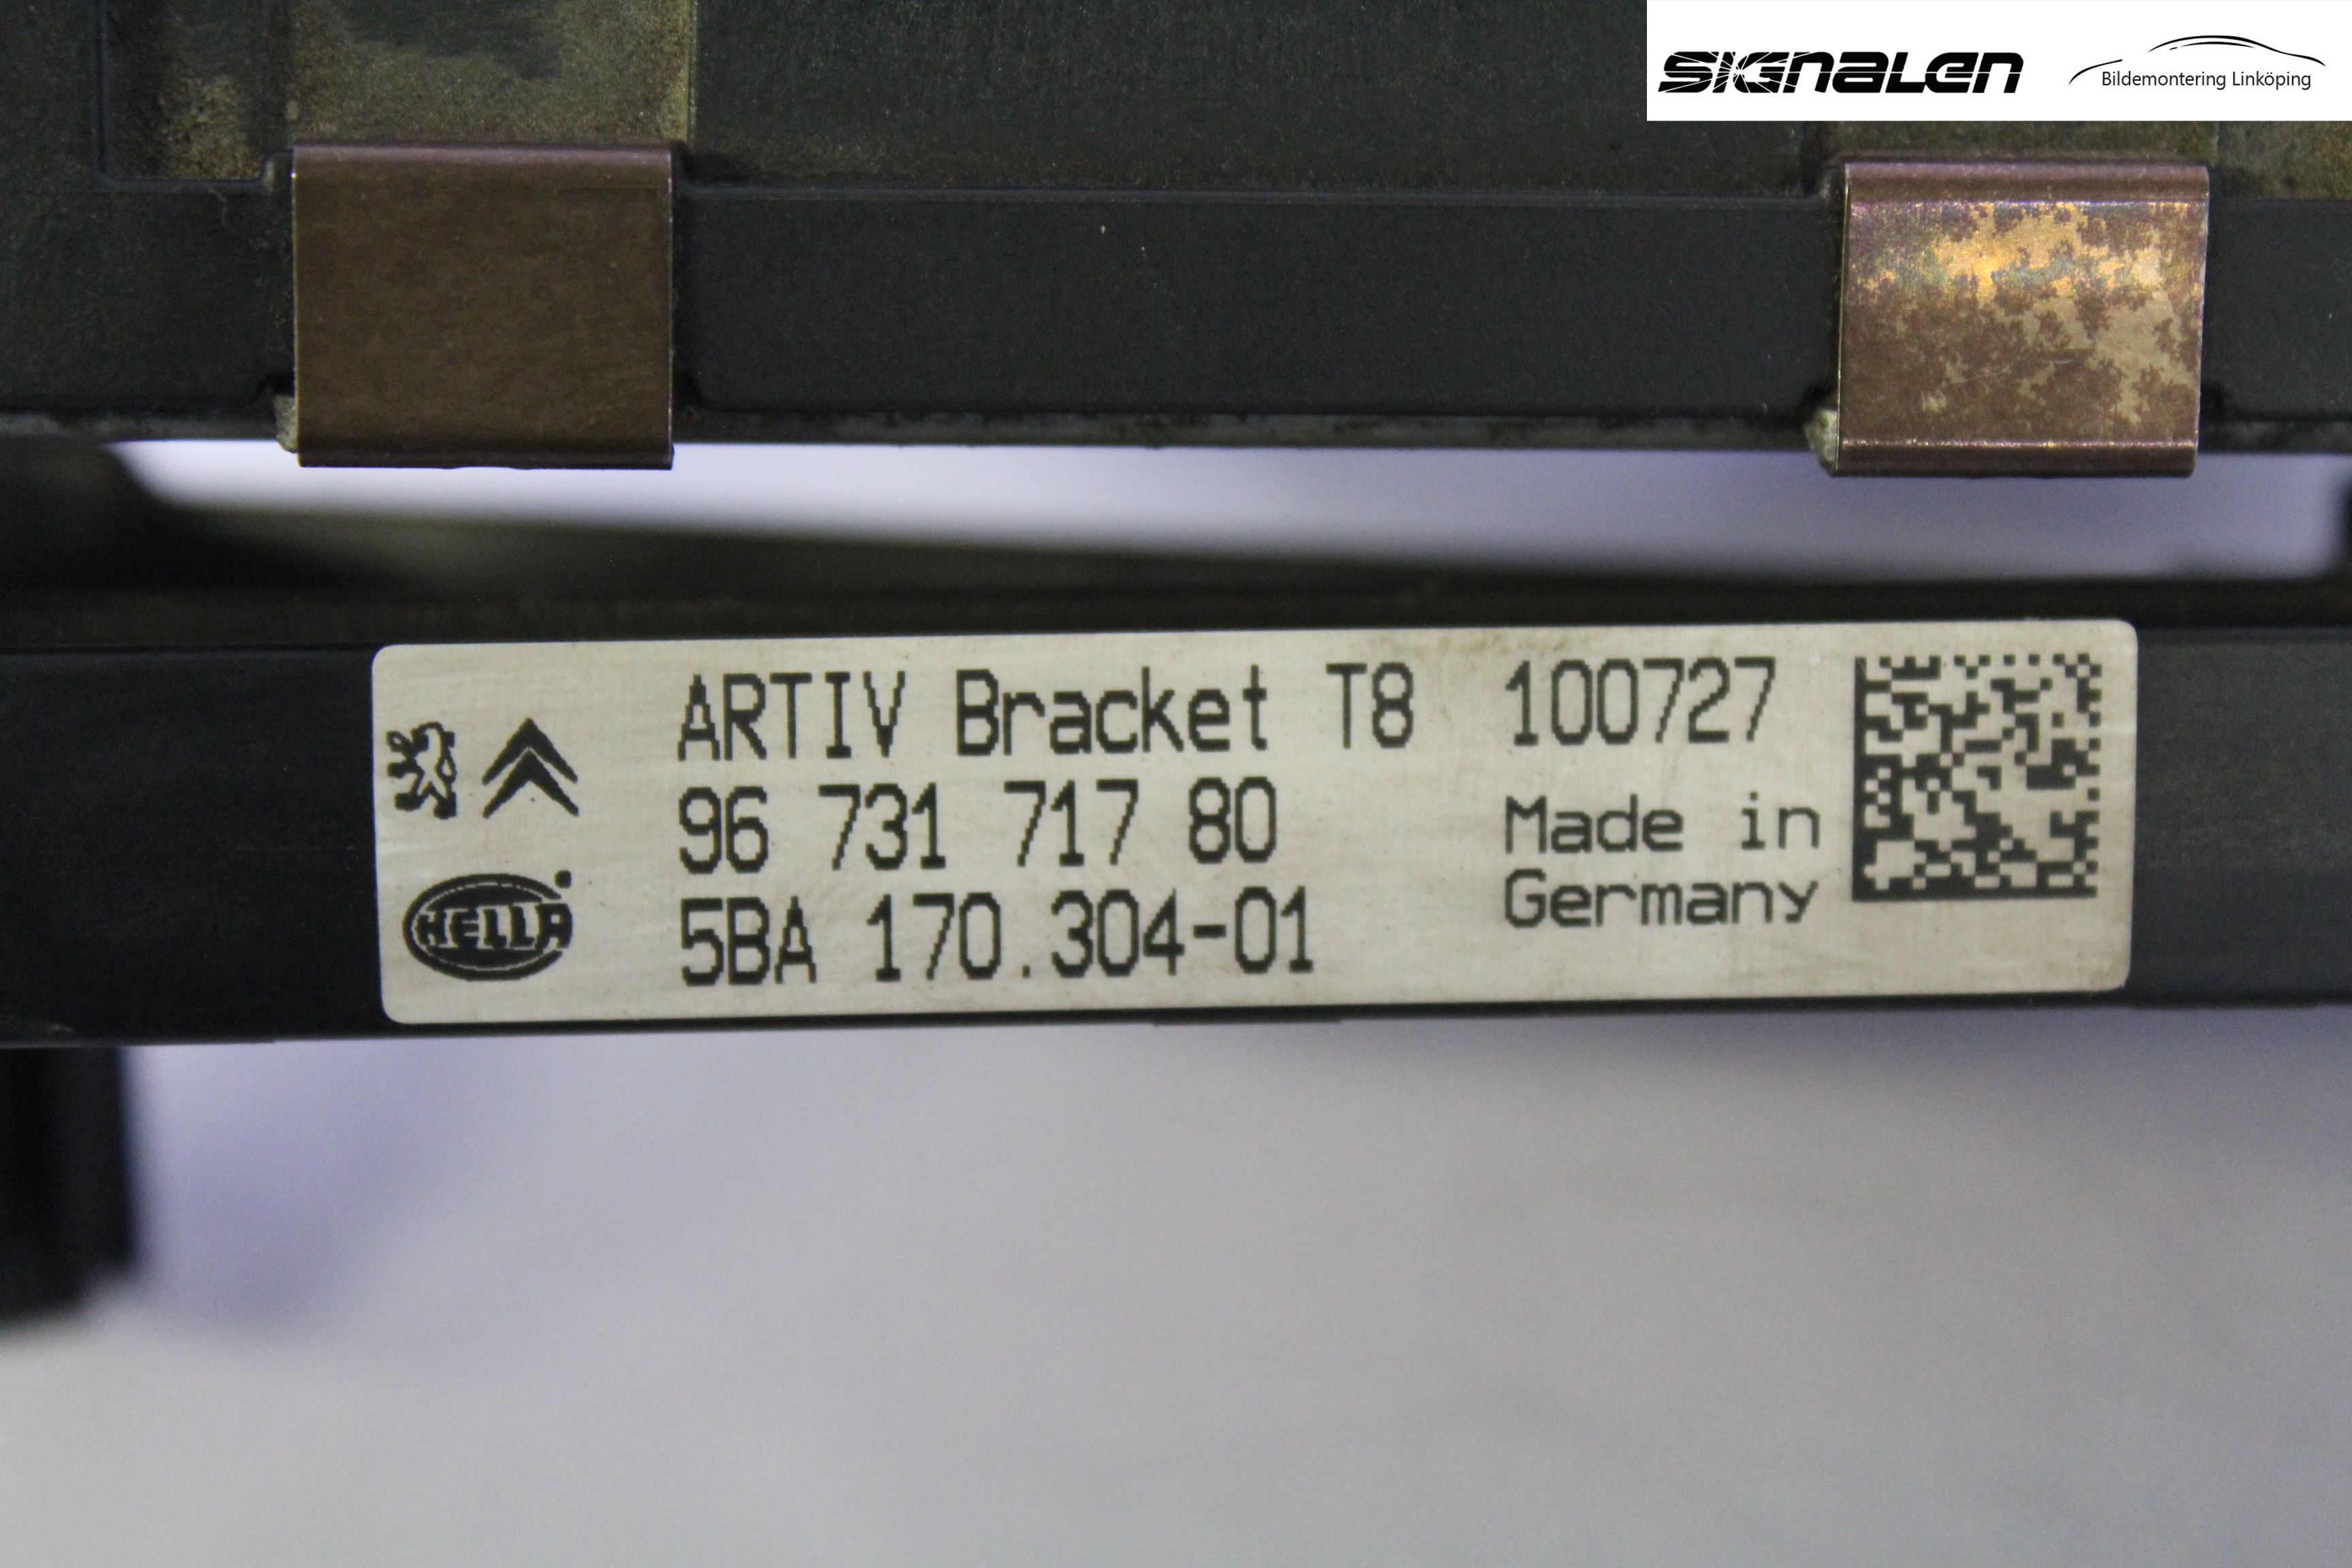 SIGNALEN
Bildemontering Linköping
ARTIV Bracket T8 100727
96 731 717 80
Made in
Germany
5BA 170.304-01
HELLA